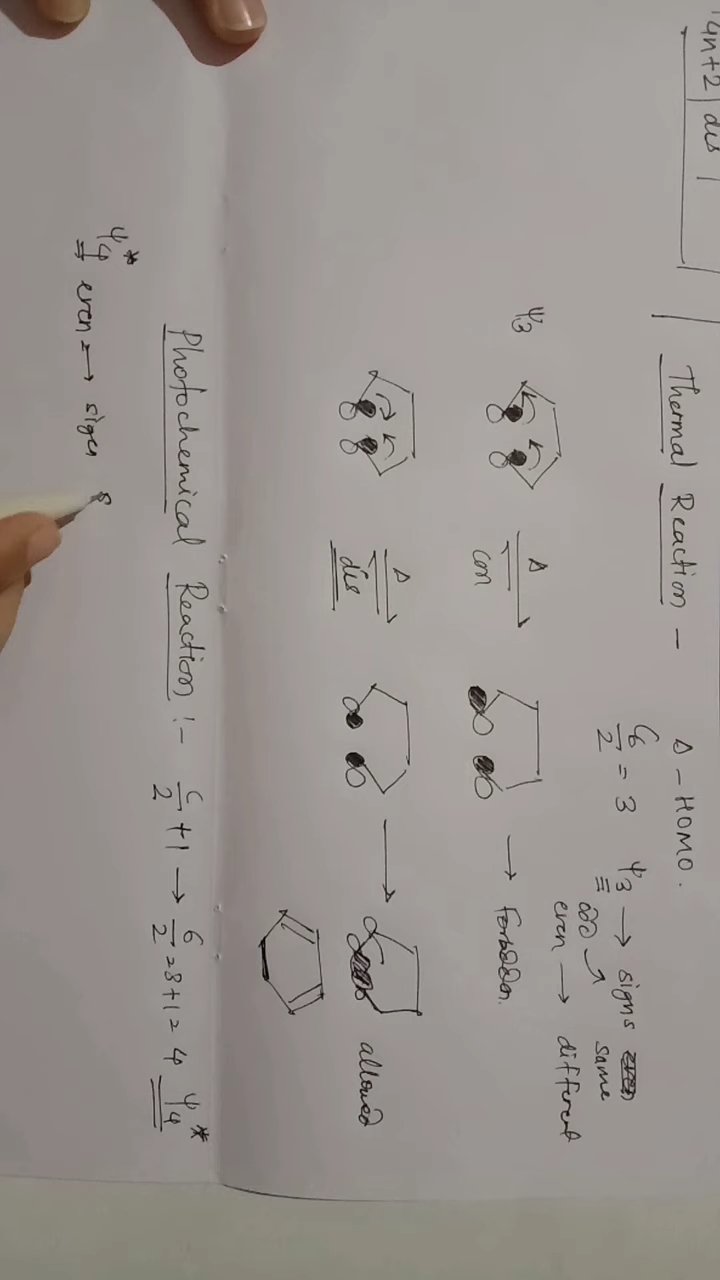 4n+2 | dis |
Thermal Reaction - Δ - HOMO.
6/2 = 3 ψ3 → signs same
odd
even → different
ψ3
Δ
con
→ Forbidden.
Δ
dis
allowed
Photochemical Reaction :- 6/2 + 1 → 6/2 = 3 + 1 = 4 ψ4*
ψ4* even → sign